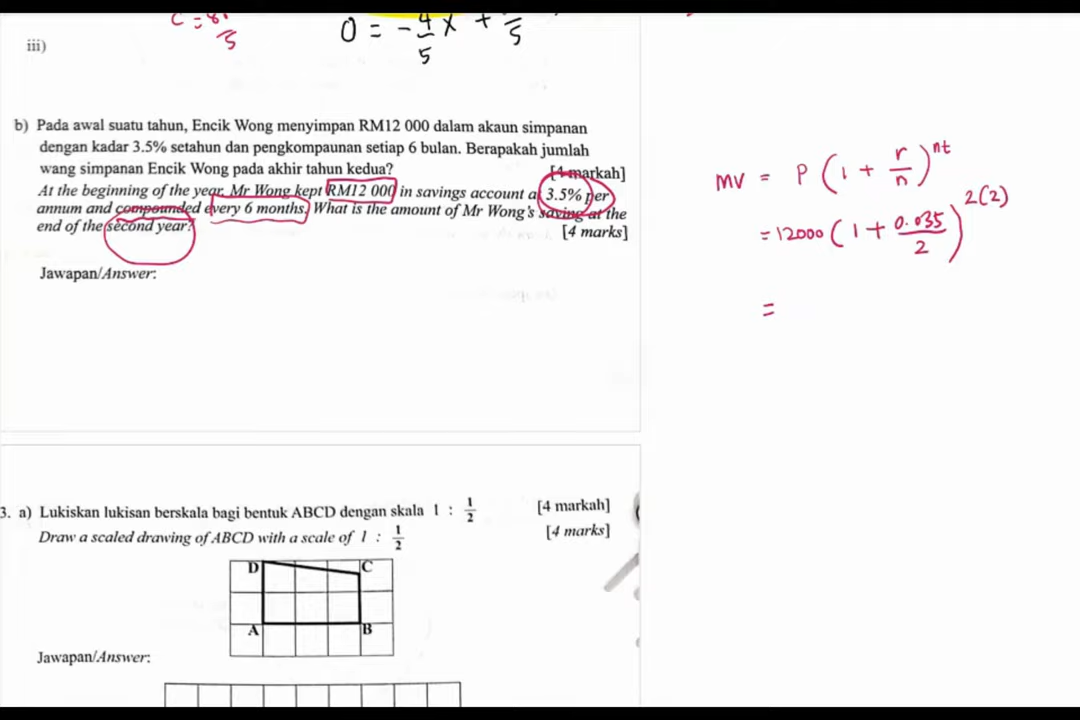 c = 8
5
0 = - 4/5 x +
5
iii)
b) Pada awal suatu tahun, Encik Wong menyimpan RM12 000 dalam akaun simpanan
dengan kadar 3.5% setahun dan pengkompaunan setiap 6 bulan. Berapakah jumlah
wang simpanan Encik Wong pada akhir tahun kedua? [4 markah]
At the beginning of the year, Mr Wong kept RM12 000 in savings account a 3.5% per
annum and compounded every 6 months. What is the amount of Mr Wong's saving at the
end of the second year? [4 marks]
Jawapan/Answer:
MV = P (1 + r/n)^nt
= 12000 (1 + 0.035/2)^2(2)
=
3. a) Lukiskan lukisan berskala bagi bentuk ABCD dengan skala 1 : 1/2 [4 markah]
Draw a scaled drawing of ABCD with a scale of 1 : 1/2 [4 marks]
D C
A B
Jawapan/Answer: